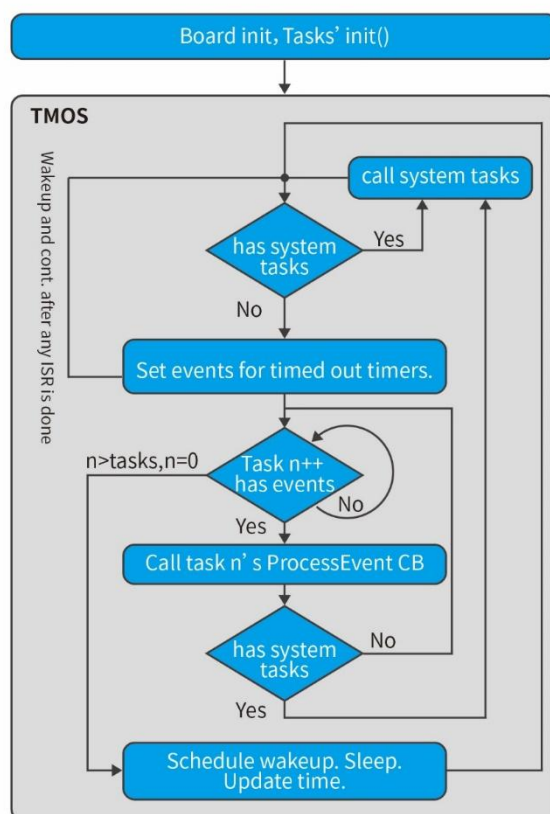 Board init, Tasks' init()
TMOS
call system tasks
Wakeup and cont. after any ISR is done
has system
tasks
Yes
No
Set events for timed out timers.
n>tasks,n=0
Task n++
has events
No
Yes
Call task n's ProcessEvent CB
has system
tasks
No
Yes
Schedule wakeup. Sleep.
Update time.